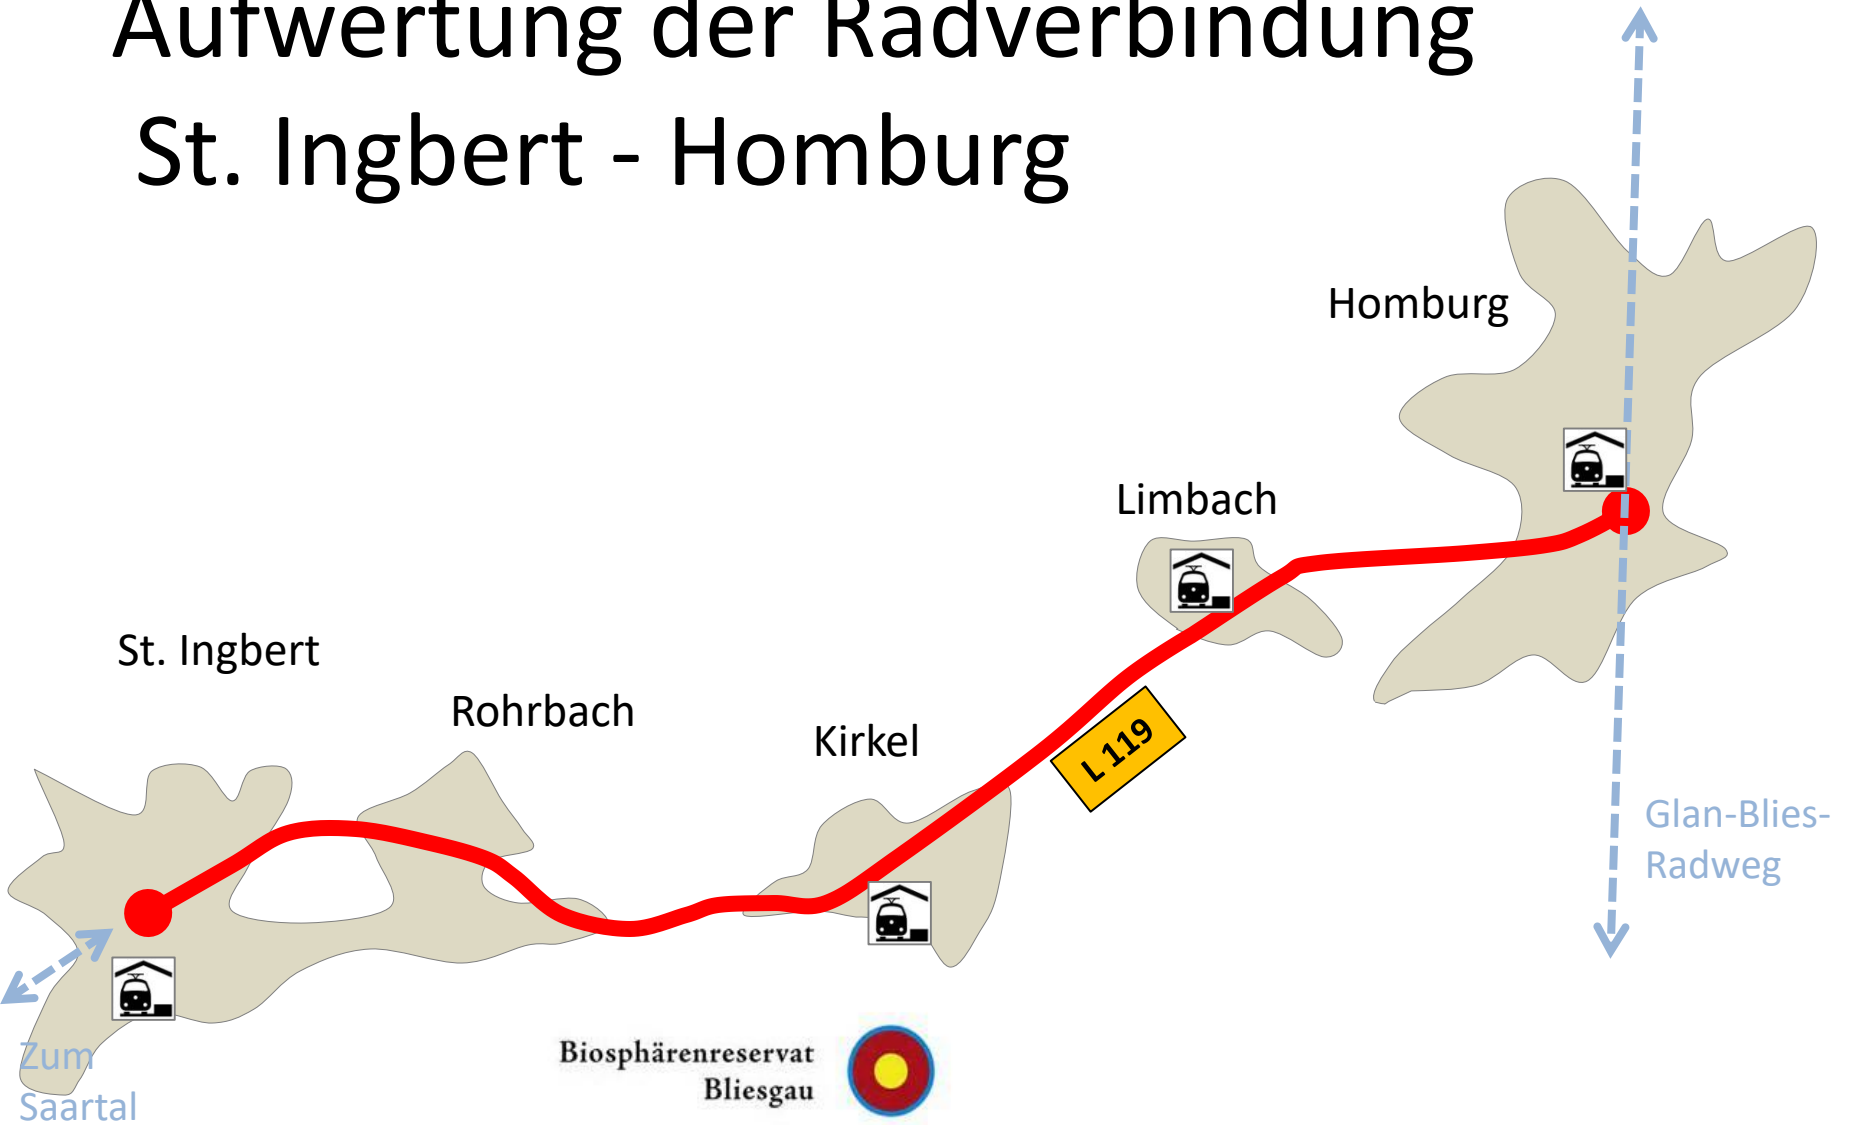 Aufwertung der Radverbindung
St. Ingbert - Homburg
Homburg
Limbach
St. Ingbert
Rohrbach
Kirkel
L 119
Glan-Blies-
Radweg
Zum
Saartal
Biosphärenreservat
Bliesgau